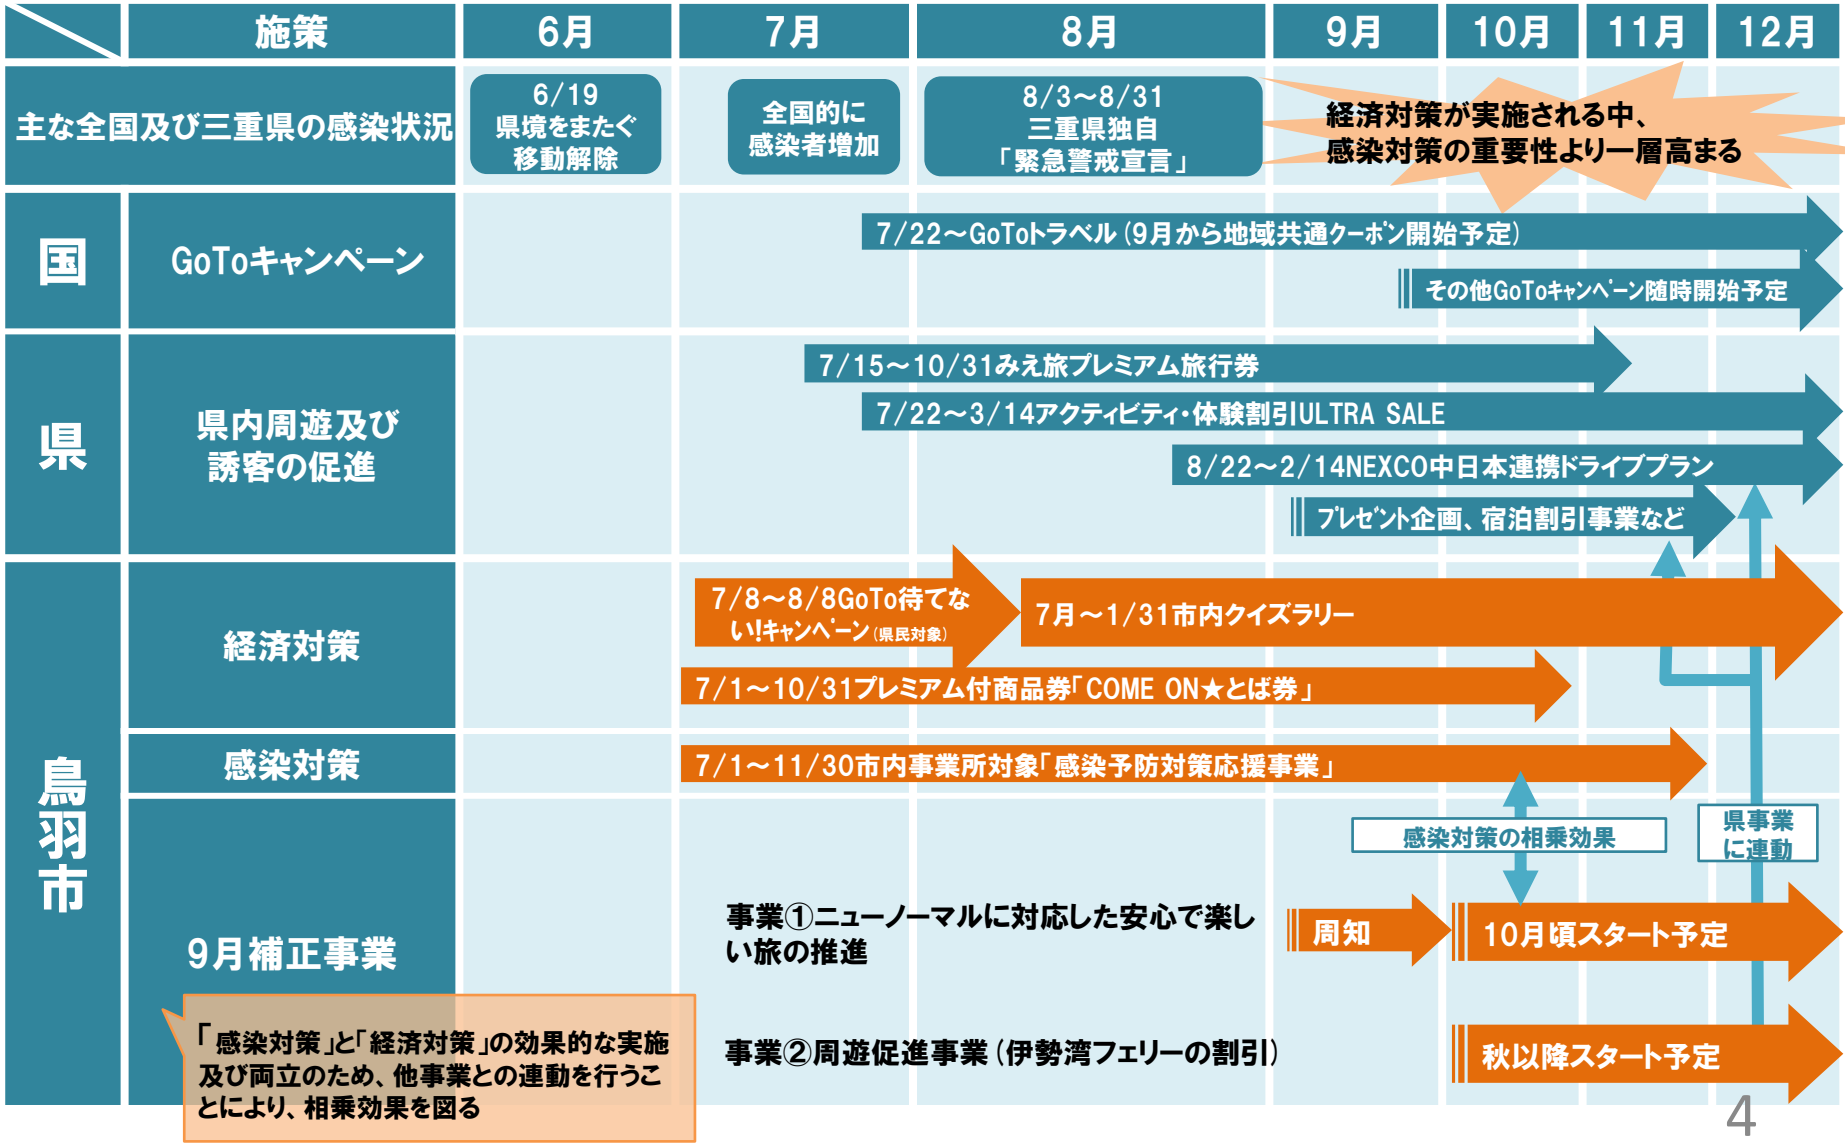 施策
6月
7月
8月
9月
10月
11月
12月
主な全国及び三重県の感染状況
6/19
県境をまたぐ
移動解除
全国的に
感染者増加
8/3～8/31
三重県独自
「緊急警戒宣言」
経済対策が実施される中、
感染対策の重要性より一層高まる
国
GoToキャンペーン
7/22～GoToトラベル(9月から地域共通クーポン開始予定)
その他GoToキャンペーン随時開始予定
県
県内周遊及び
誘客の促進
7/15～10/31みえ旅プレミアム旅行券
7/22～3/14アクティビティ・体験割引ULTRA SALE
8/22～2/14NEXCO中日本連携ドライブプラン
プレゼント企画、宿泊割引事業など
鳥羽市
経済対策
7/8～8/8GoTo待てな
い!キャンペーン(県民対象)
7月～1/31市内クイズラリー
7/1～10/31プレミアム付商品券「COME ON★とば券」
感染対策
7/1～11/30市内事業所対象「感染予防対策応援事業」
感染対策の相乗効果
県事業
に連動
9月補正事業
事業①ニューノーマルに対応した安心で楽し
い旅の推進
周知
10月頃スタート予定
事業②周遊促進事業(伊勢湾フェリーの割引)
秋以降スタート予定
「感染対策」と「経済対策」の効果的な実施
及び両立のため、他事業との連動を行うこ
とにより、相乗効果を図る
4